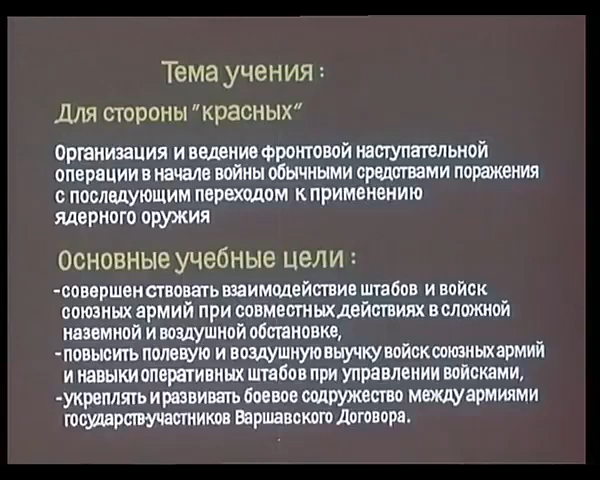 Тема учения :
Для стороны "красных"
Организация и ведение фронтовой наступательной
операции в начале войны обычными средствами поражения
с последующим переходом к применению
ядерного оружия
Основные учебные цели :
-совершенствовать взаимодействие штабов и войск
союзных армий при совместных действиях в сложной
наземной и воздушной обстановке,
-повысить полевую и воздушную выучку войск союзных армий
и навыки оперативных штабов при управлении войсками,
-укреплять и развивать боевое содружество между армиями
государств-участников Варшавского Договора.